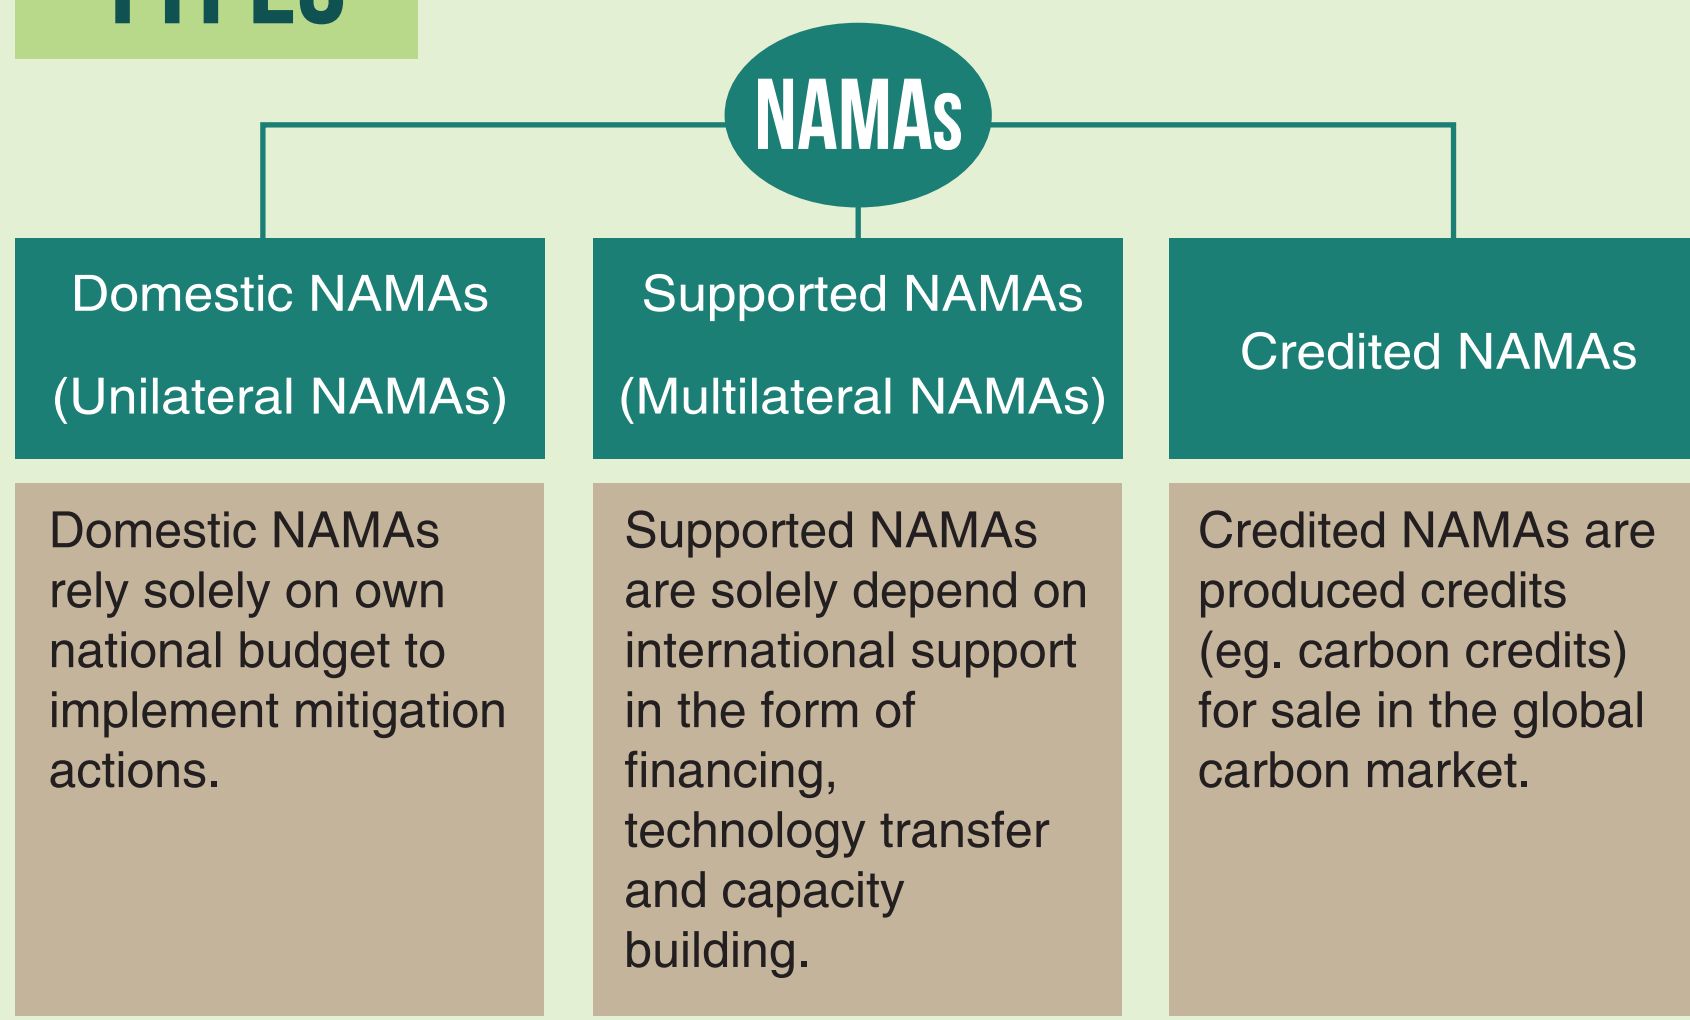 TYPES
NAMAs
Domestic NAMAs
(Unilateral NAMAs)
Supported NAMAs
(Multilateral NAMAs)
Credited NAMAs
Domestic NAMAs
rely solely on own
national budget to
implement mitigation
actions.
Supported NAMAs
are solely depend on
international support
in the form of
financing,
technology transfer
and capacity
building.
Credited NAMAs are
produced credits
(eg. carbon credits)
for sale in the global
carbon market.